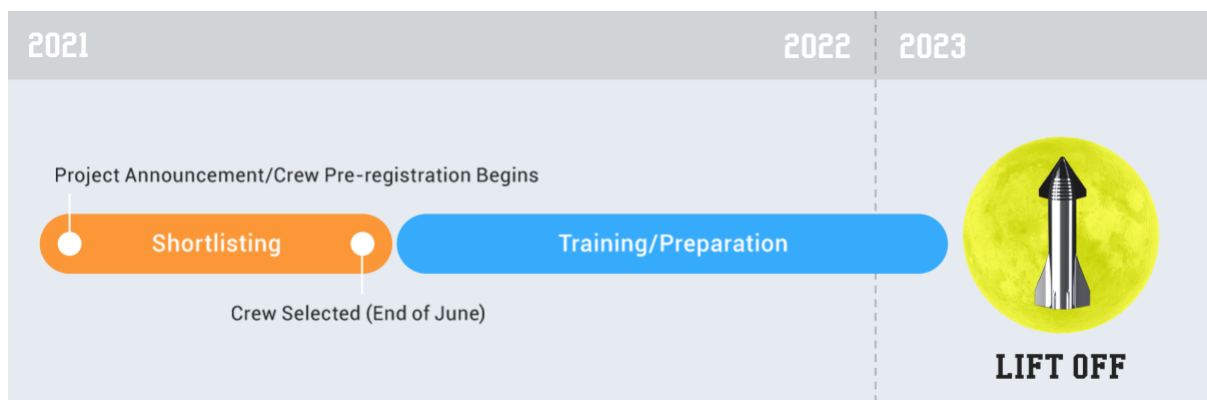 2021
2022
2023
Project Announcement/Crew Pre-registration Begins
Shortlisting
Training/Preparation
Crew Selected (End of June)
LIFT OFF